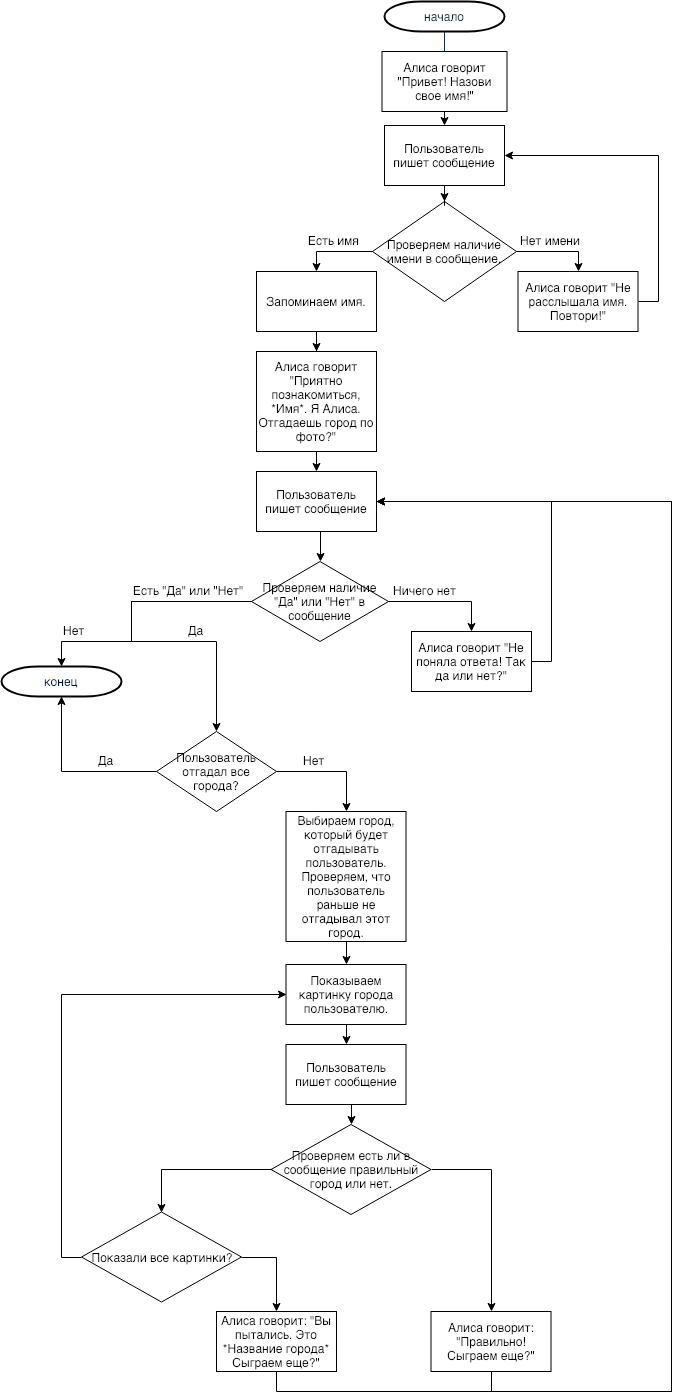 начало
Алиса говорит
"Привет! Назови
свое имя!"
Пользователь
пишет сообщение
Проверяем наличие
имени в сообщение.
Есть имя
Нет имени
Запоминаем имя.
Алиса говорит "Не
расслышала имя.
Повтори!"
Алиса говорит
"Приятно
познакомиться,
*Имя*. Я Алиса.
Отгадаешь город по
фото?"
Пользователь
пишет сообщение
Проверяем наличие
"Да" или "Нет" в
сообщение
Есть "Да" или "Нет"
Ничего нет
Алиса говорит "Не
поняла ответа! Так
да или нет?"
Нет
Да
конец
Пользователь
отгадал все
города?
Да
Нет
Выбираем город,
который будет
отгадывать
пользователь.
Проверяем, что
пользователь
раньше не
отгадывал этот
город.
Показываем
картинку города
пользователю.
Пользователь
пишет сообщение
Проверяем есть ли в
сообщение правильный
город или нет.
Показали все картинки?
Алиса говорит: "Вы
пытались. Это
*Название города*
Сыграем еще?"
Алиса говорит:
"Правильно!
Сыграем еще?"